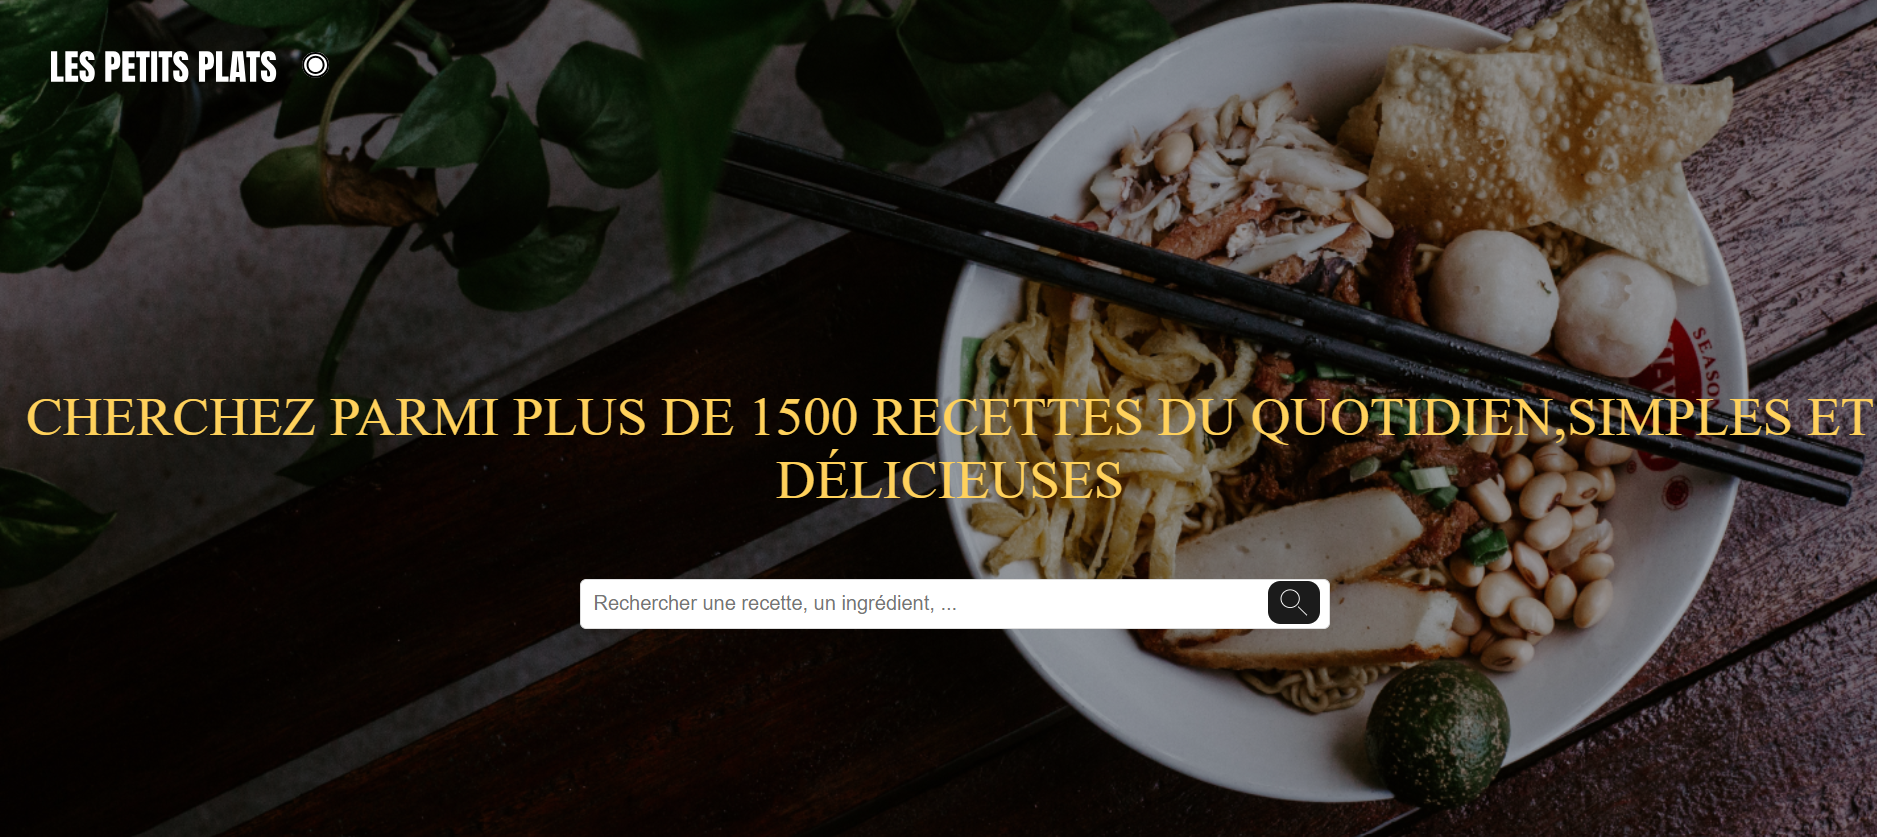 LES PETITS PLATS
SEASON
CHERCHEZ PARMI PLUS DE 1500 RECETTES DU QUOTIDIEN,SIMPLES ET
DÉLICIEUSES
Rechercher une recette, un ingrédient, ...